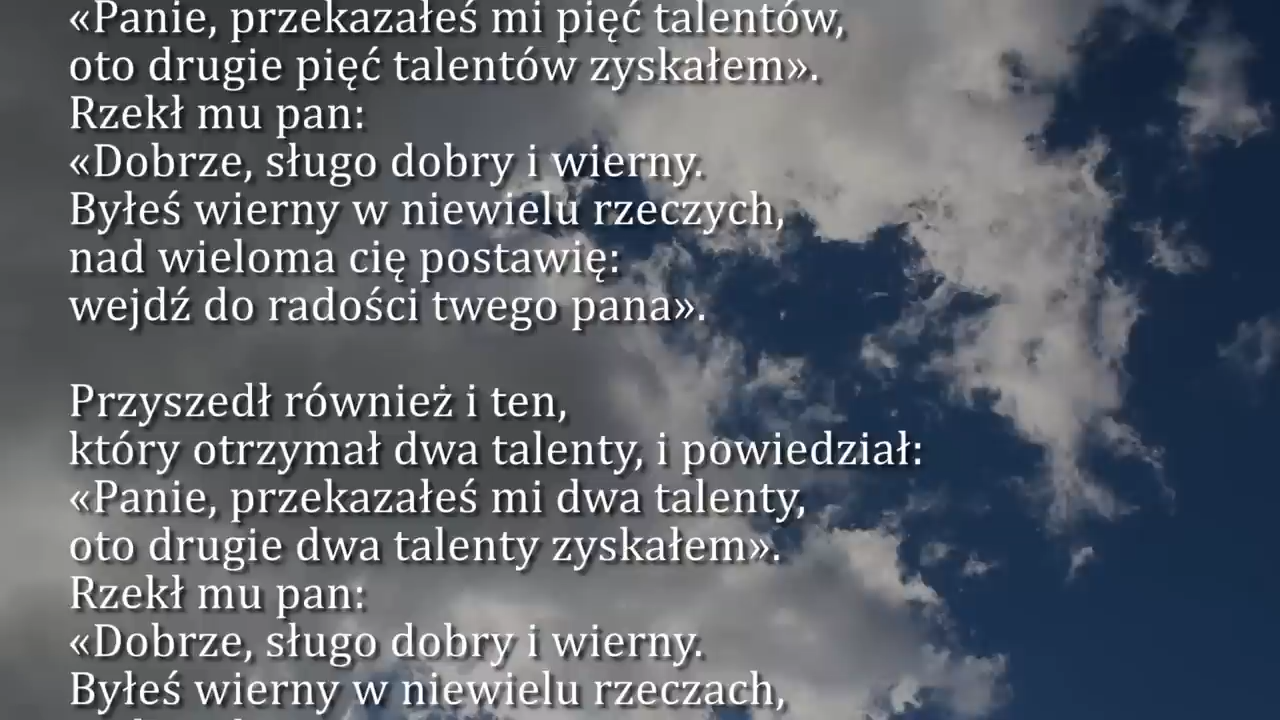 «Panie, przekazałeś mi pięć talentów,
oto drugie pięć talentów zyskałem».
Rzekł mu pan:
«Dobrze, sługo dobry i wierny.
Byłeś wierny w niewielu rzeczych,
nad wieloma cię postawię:
wejdź do radości twego pana».
Przyszedł również i ten,
który otrzymał dwa talenty, i powiedział:
«Panie, przekazałeś mi dwa talenty,
oto drugie dwa talenty zyskałem».
Rzekł mu pan:
«Dobrze, sługo dobry i wierny.
Byłeś wierny w niewielu rzeczach,